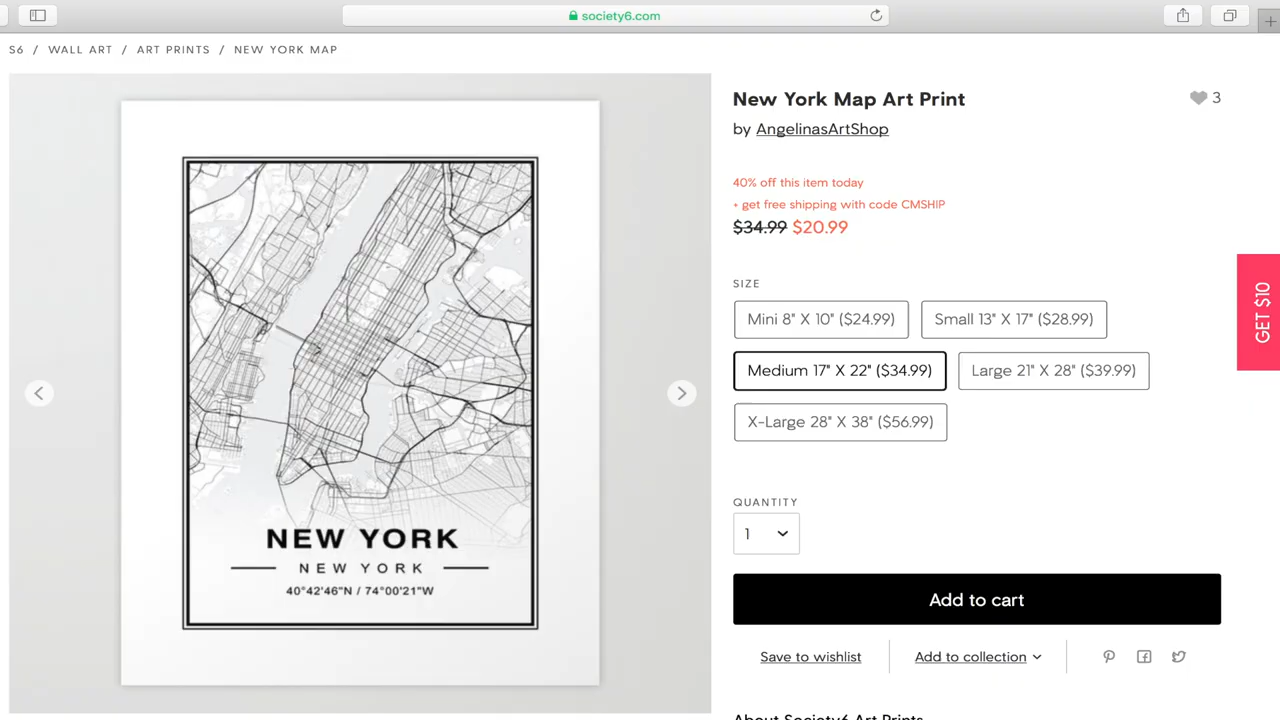 society6.com
S6 / WALL ART / ART PRINTS / NEW YORK MAP
NEW YORK
NEW YORK
40°42'46"N / 74°00'21"W
New York Map Art Print
3
by AngelinasArtShop
40% off this item today
+ get free shipping with code CMSHIP
$34.99 $20.99
SIZE
Mini 8" X 10" ($24.99)
Small 13" X 17" ($28.99)
Medium 17" X 22" ($34.99)
Large 21" X 28" ($39.99)
X-Large 28" X 38" ($56.99)
QUANTITY
1
Add to cart
Save to wishlist
Add to collection
GET $10
About Society6 Art Prints